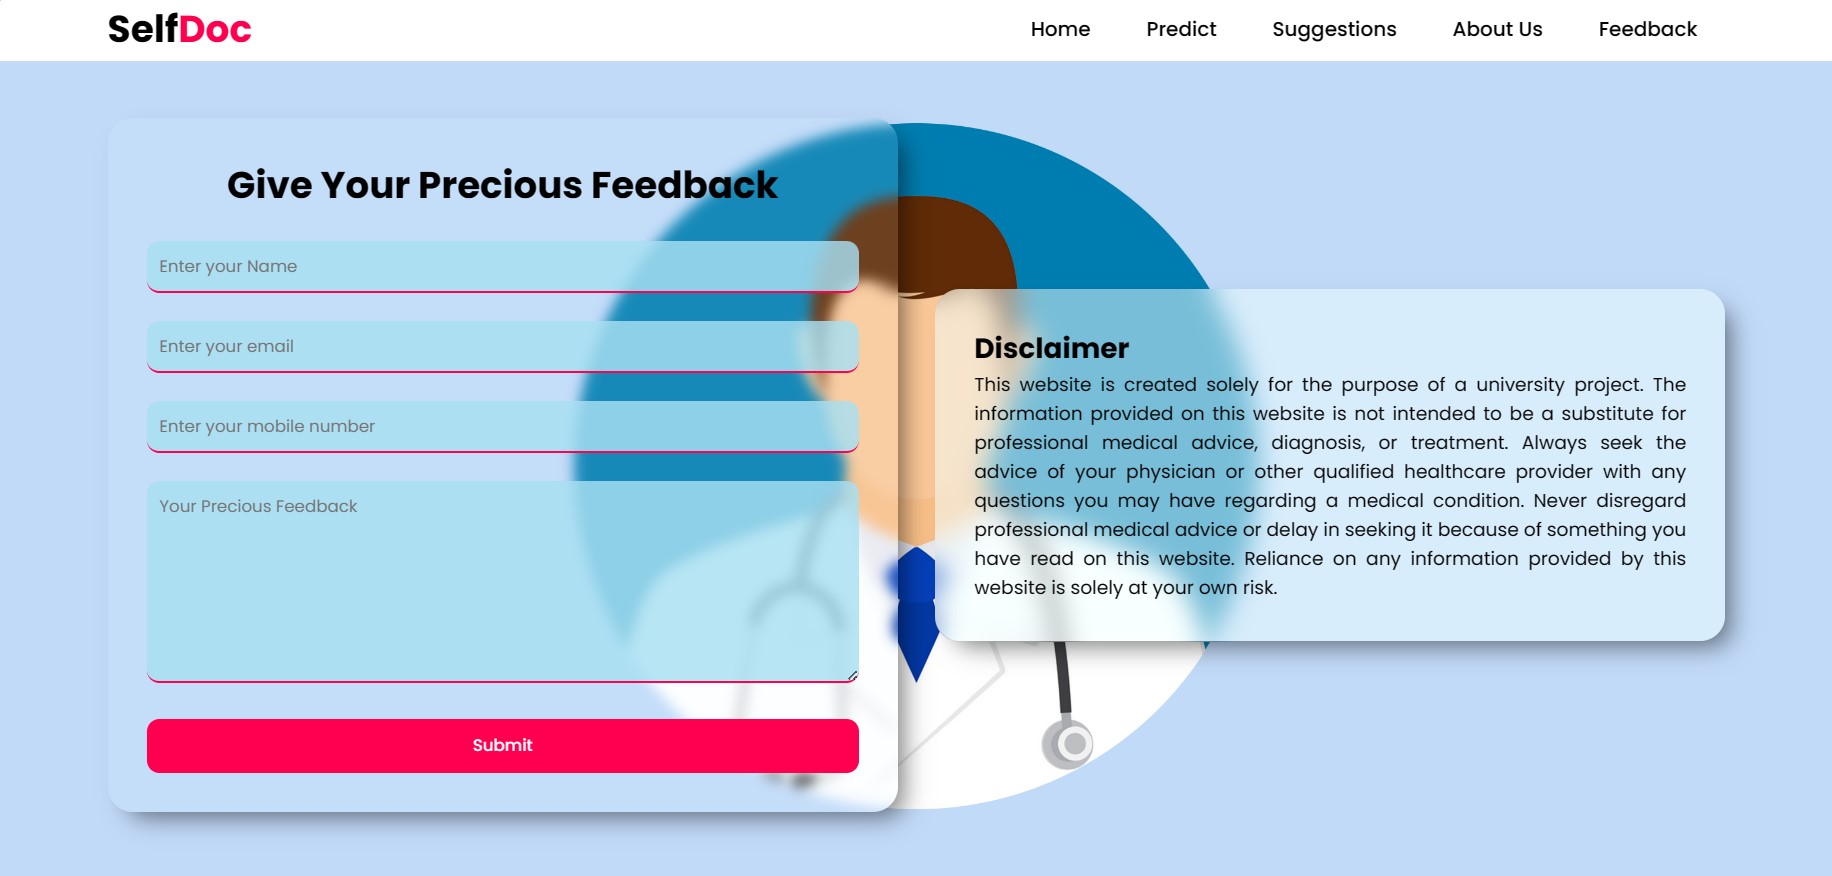 SelfDoc
Home Predict Suggestions About Us Feedback
Give Your Precious Feedback
Enter your Name
Enter your email
Enter your mobile number
Your Precious Feedback
Submit
Disclaimer
This website is created solely for the purpose of a university project. The
information provided on this website is not intended to be a substitute for
professional medical advice, diagnosis, or treatment. Always seek the
advice of your physician or other qualified healthcare provider with any
questions you may have regarding a medical condition. Never disregard
professional medical advice or delay in seeking it because of something you
have read on this website. Reliance on any information provided by this
website is solely at your own risk.